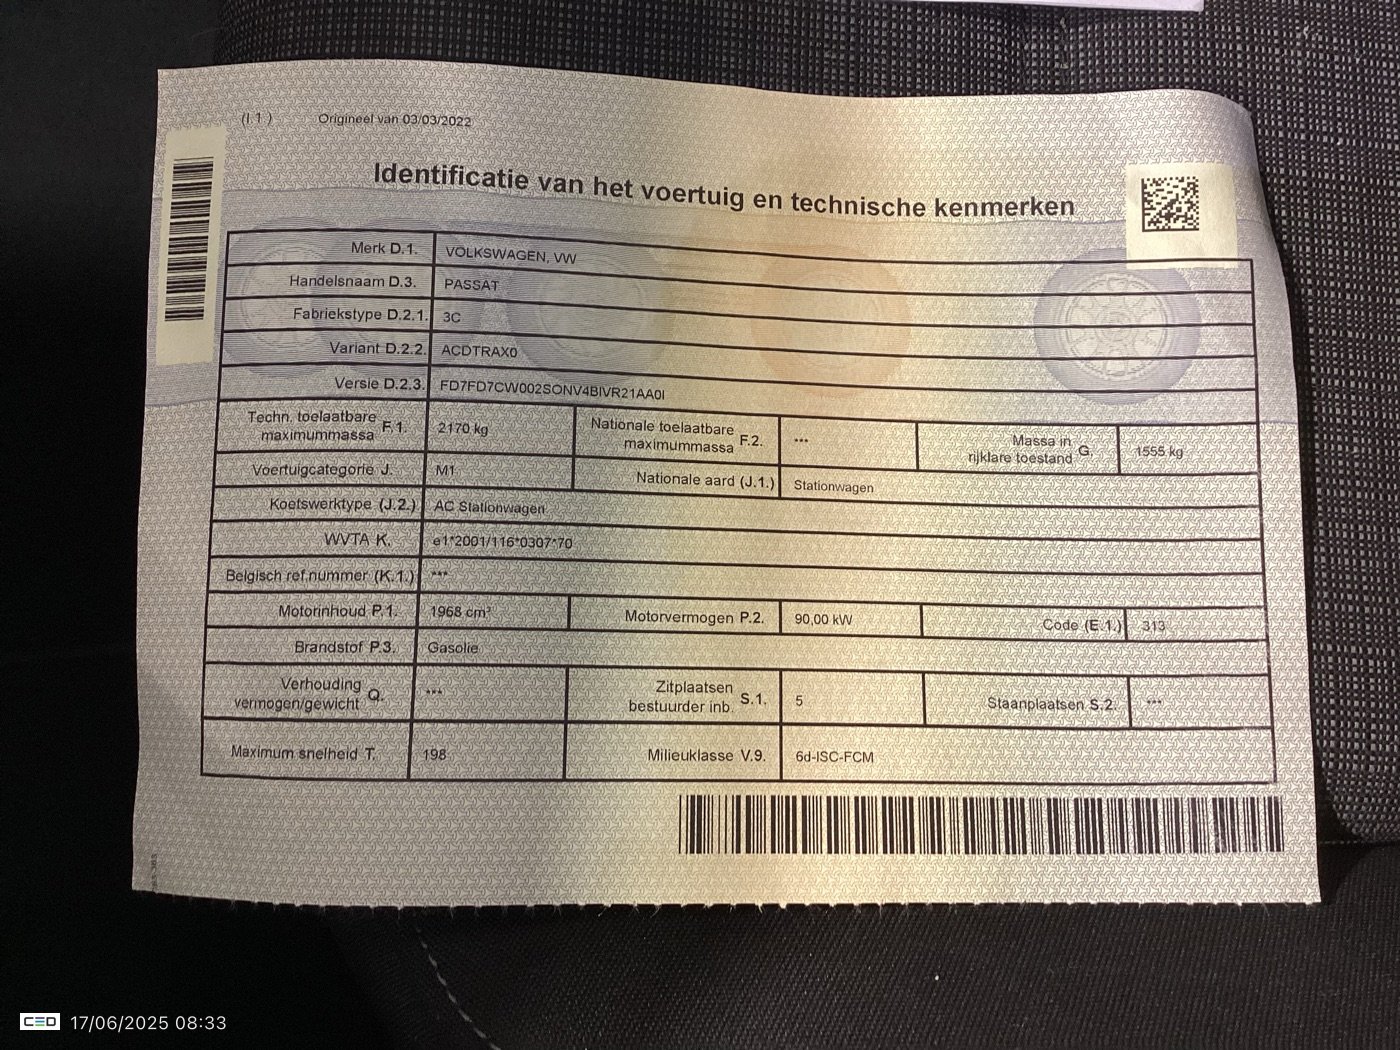 (I.1.) Origineel van 03/03/2022
Identificatie van het voertuig en technische kenmerken
Merk D.1. VOLKSWAGEN, VW
Handelsnaam D.3. PASSAT
Fabriekstype D.2.1. 3C
Variant D.2.2. ACDTRAX0
Versie D.2.3. FD7FD7CW002SONV4BIVR21AA0I
Techn. toelaatbare maximummassa F.1. 2170 kg Nationale toelaatbare maximummassa F.2. *** Massa in rijklare toestand G. 1555 kg
Voertuigcategorie J. M1 Nationale aard (J.1.) Stationwagen
Koetswerktype (J.2.) AC Stationwagen
WVTA K. e1*2001/116*0307*70
Belgisch ref.nummer (K.1.) ***
Motorinhoud P.1. 1968 cm³ Motorvermogen P.2. 90,00 kW Code (E.1.) 313
Brandstof P.3. Gasolie
Verhouding vermogen/gewicht Q. *** Zitplaatsen bestuurder inb. S.1. 5 Staanplaatsen S.2. ***
Maximum snelheid T. 198 Milieuklasse V.9. 6d-ISC-FCM
CED 17/06/2025 08:33